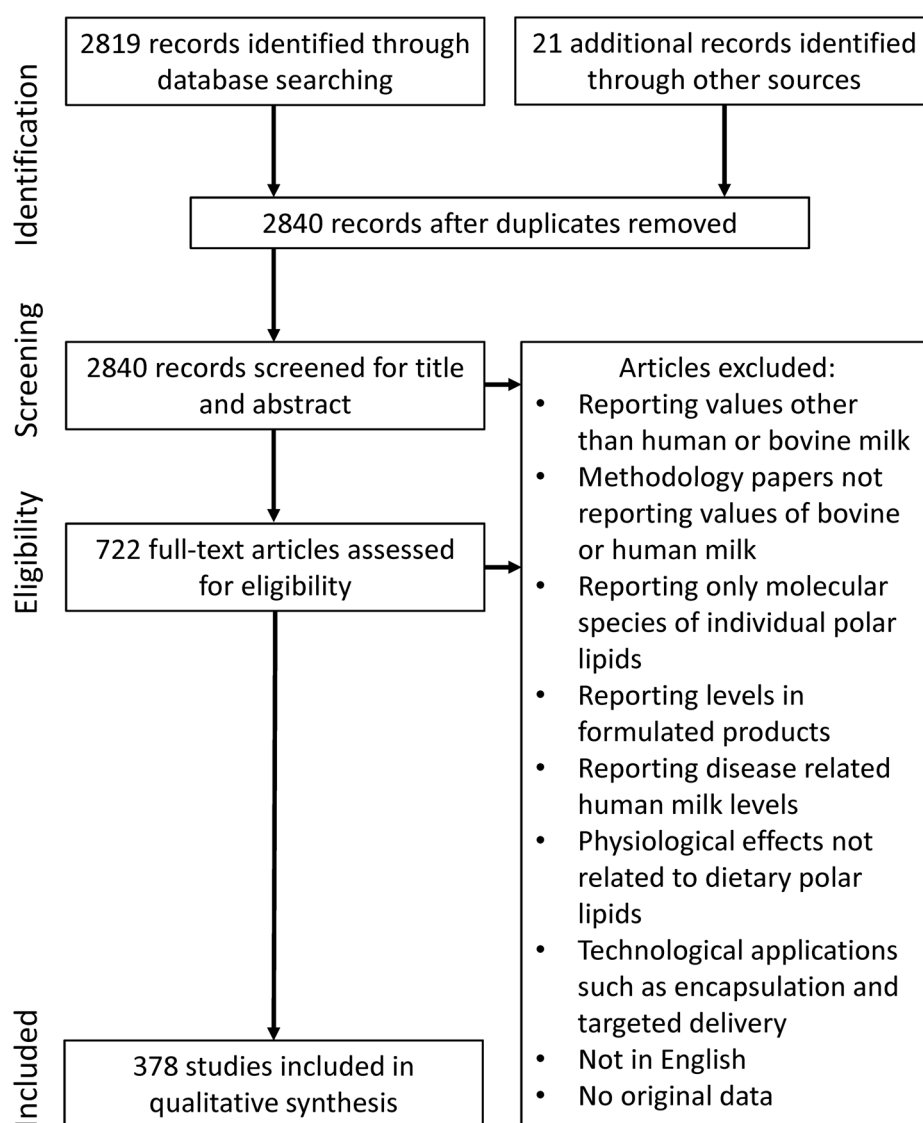 2819 records identified through
database searching
21 additional records identified
through other sources
Identification
2840 records after duplicates removed
Screening
2840 records screened for title
and abstract
Eligibility
722 full-text articles assessed
for eligibility
Articles excluded:
• Reporting values other
than human or bovine milk
• Methodology papers not
reporting values of bovine
or human milk
• Reporting only molecular
species of individual polar
lipids
• Reporting levels in
formulated products
• Reporting disease related
human milk levels
• Physiological effects not
related to dietary polar
lipids
• Technological applications
such as encapsulation and
targeted delivery
• Not in English
• No original data
Included
378 studies included in
qualitative synthesis